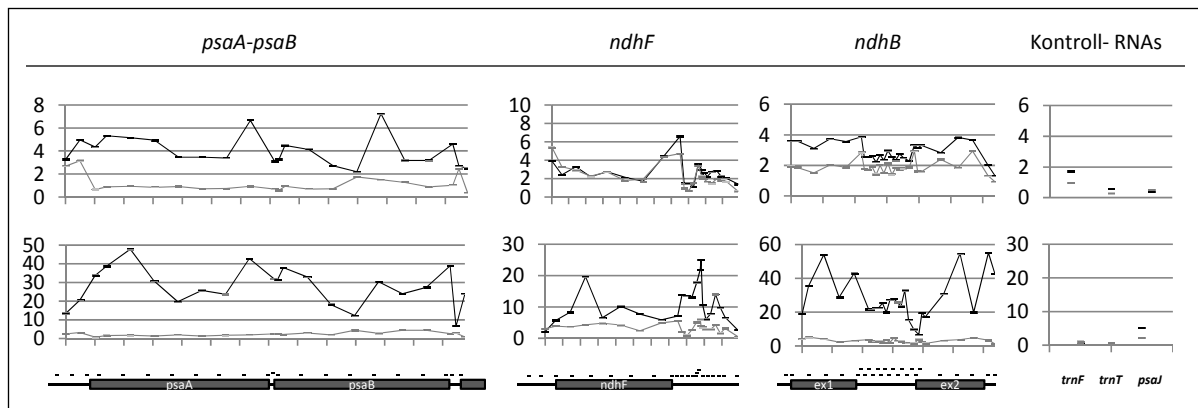 psaA-psaB ndhF ndhB Kontroll- RNAs
8 10 6 6
6 8 4 4
4 6 2 2
2 4 0 0
0 2
0
50 30 60 30
40 20 40 20
30 10 20 10
20 0 0 0
10
0
trnF trnT psaJ
psaA psaB ndhF ex1 ex2